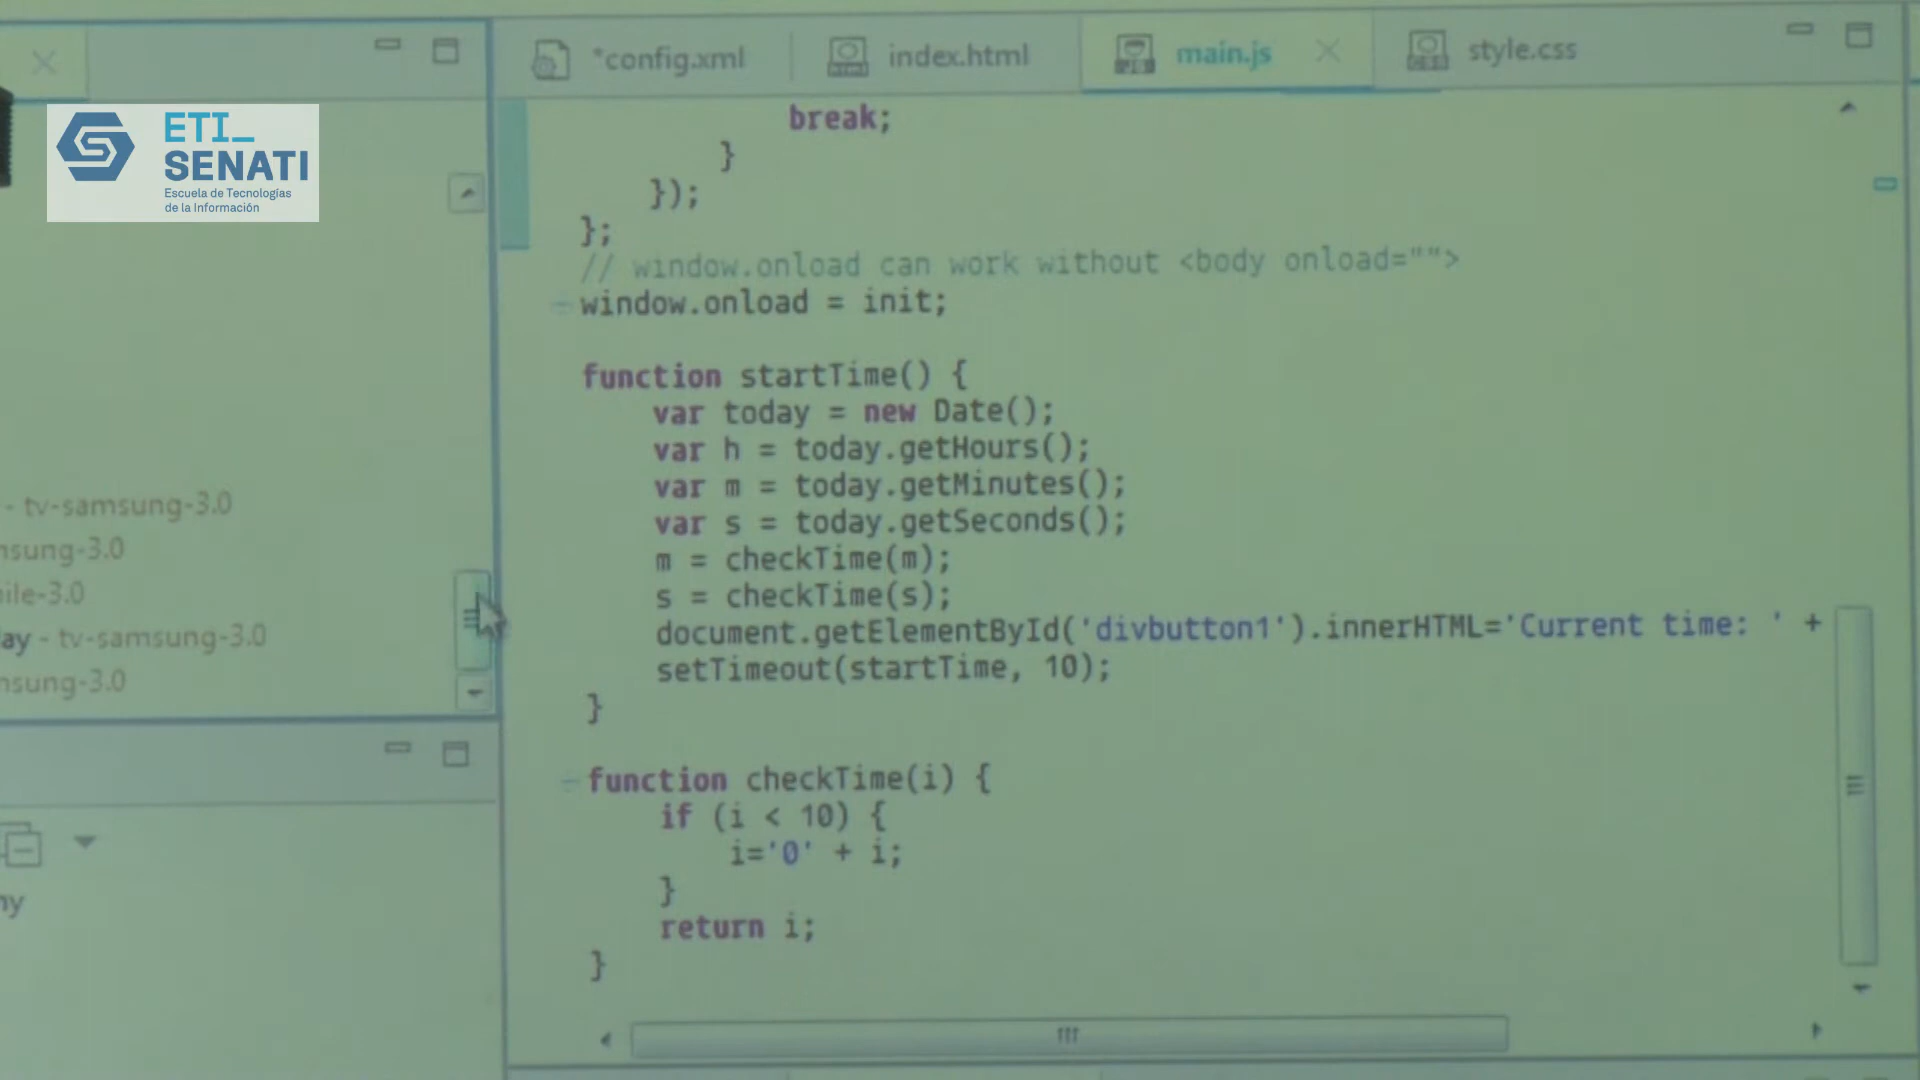 ETI_
SENATI
Escuela de Tecnologías
de la Información
- tv-samsung-3.0
nsung-3.0
ile-3.0
ay - tv-samsung-3.0
nsung-3.0
*config.xml
index.html
main.js
style.css
break;
}
});
};
// window.onload can work without <body onload="">
window.onload = init;
function startTime() {
var today = new Date();
var h = today.getHours();
var m = today.getMinutes();
var s = today.getSeconds();
m = checkTime(m);
s = checkTime(s);
document.getElementById('divbutton1').innerHTML='Current time: ' +
setTimeout(startTime, 10);
}
function checkTime(i) {
if (i < 10) {
i='0' + i;
}
return i;
}